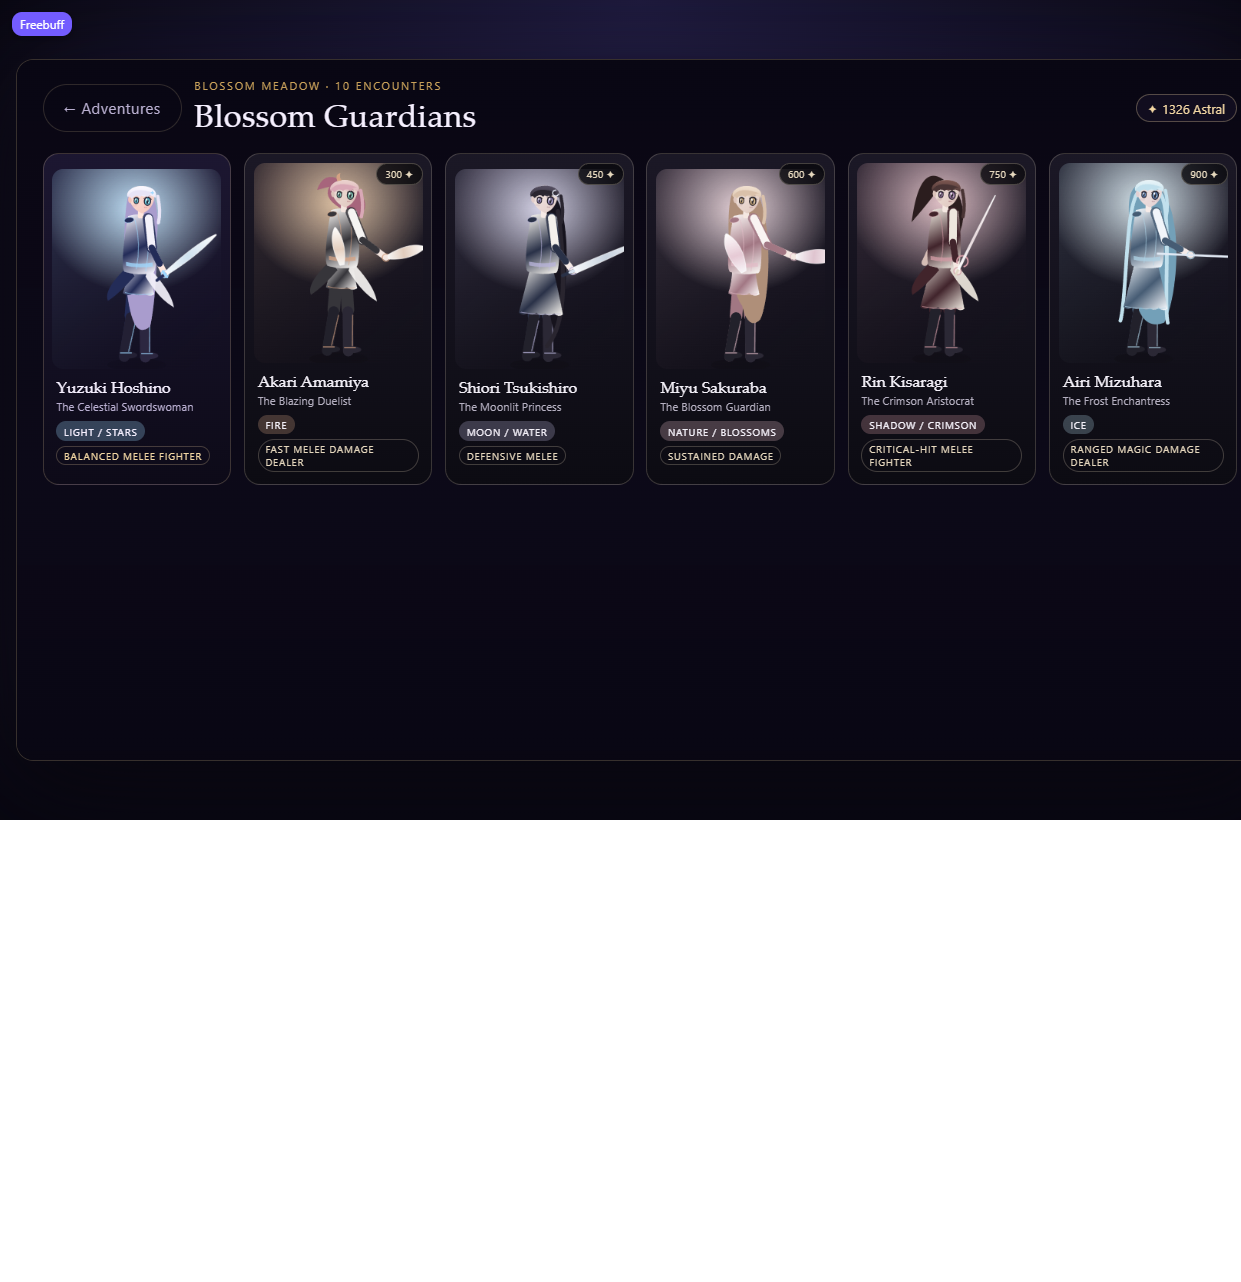 Freebuff
← Adventures
BLOSSOM MEADOW · 10 ENCOUNTERS
Blossom Guardians
✦ 1326 Astral
Yuzuki Hoshino
The Celestial Swordswoman
LIGHT / STARS
BALANCED MELEE FIGHTER
300 ✦
Akari Amamiya
The Blazing Duelist
FIRE
FAST MELEE DAMAGE
DEALER
450 ✦
Shiori Tsukishiro
The Moonlit Princess
MOON / WATER
DEFENSIVE MELEE
600 ✦
Miyu Sakuraba
The Blossom Guardian
NATURE / BLOSSOMS
SUSTAINED DAMAGE
750 ✦
Rin Kisaragi
The Crimson Aristocrat
SHADOW / CRIMSON
CRITICAL-HIT MELEE
FIGHTER
900 ✦
Airi Mizuhara
The Frost Enchantress
ICE
RANGED MAGIC DAMAGE
DEALER